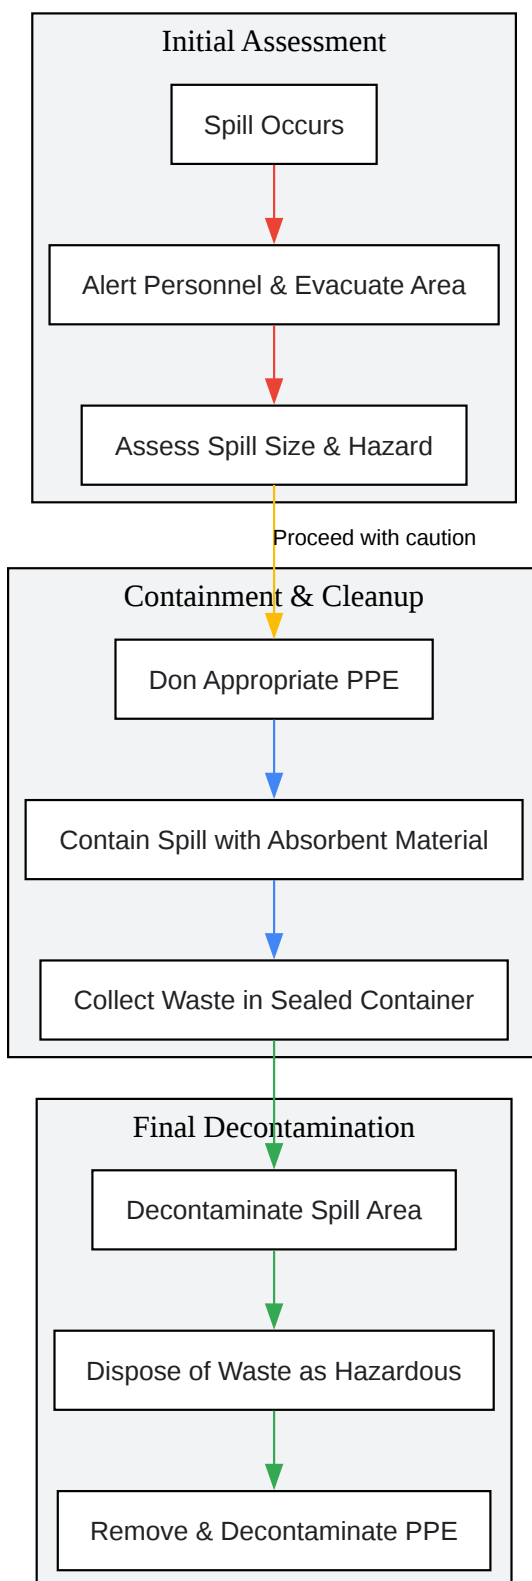 Initial Assessment
Spill Occurs
Alert Personnel & Evacuate Area
Assess Spill Size & Hazard
Proceed with caution
Containment & Cleanup
Don Appropriate PPE
Contain Spill with Absorbent Material
Collect Waste in Sealed Container
Final Decontamination
Decontaminate Spill Area
Dispose of Waste as Hazardous
Remove & Decontaminate PPE